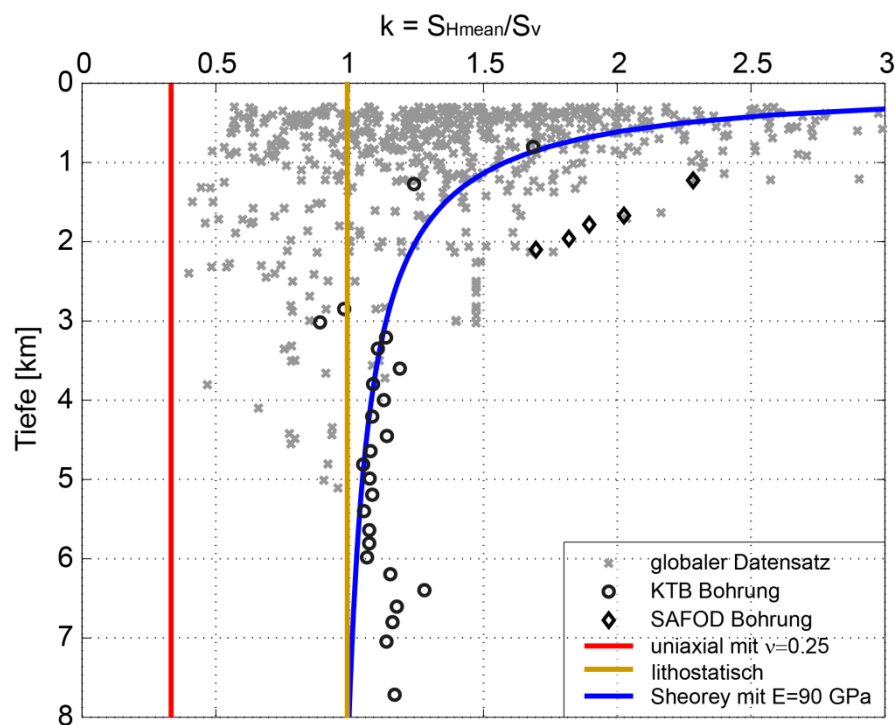 k = SHmean/Sv
0 0.5 1 1.5 2 2.5 3
0
1
2
3
4
5
6
7
8
Tiefe [km]
globaler Datensatz
KTB Bohrung
SAFOD Bohrung
uniaxial mit ν=0.25
lithostatisch
Sheorey mit E=90 GPa